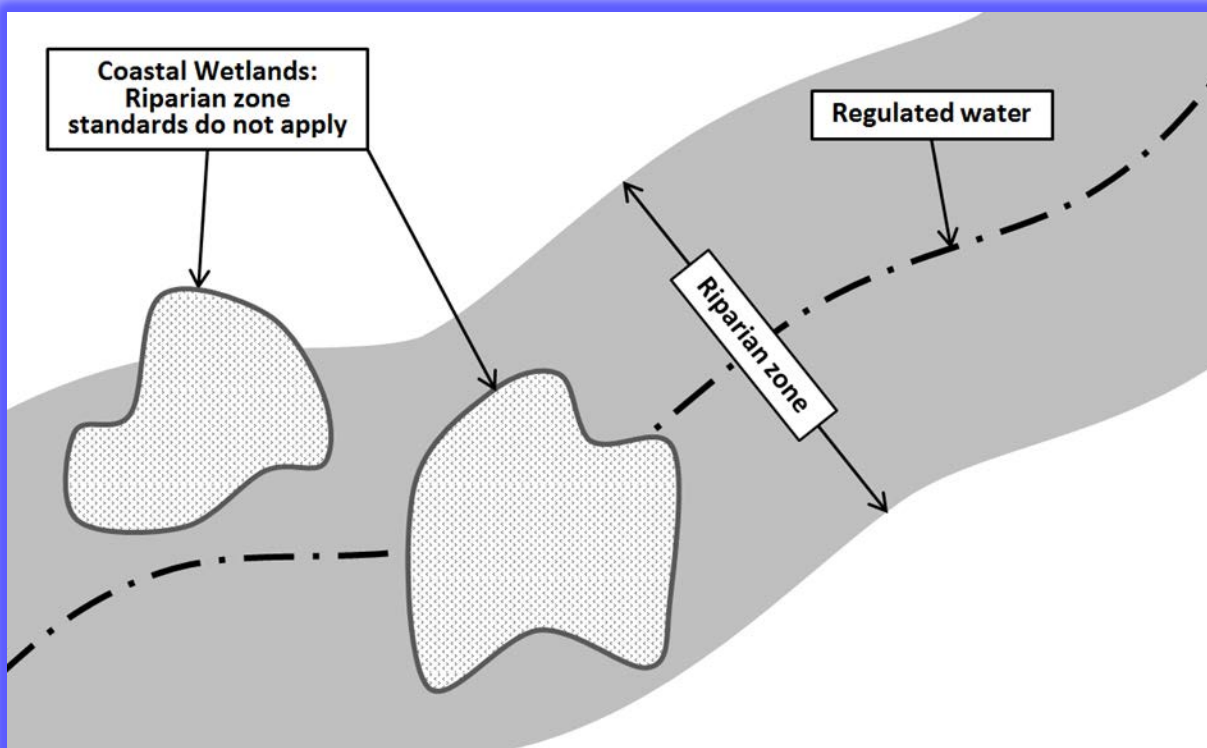 Coastal Wetlands:
Riparian zone
standards do not apply
Regulated water
Riparian zone